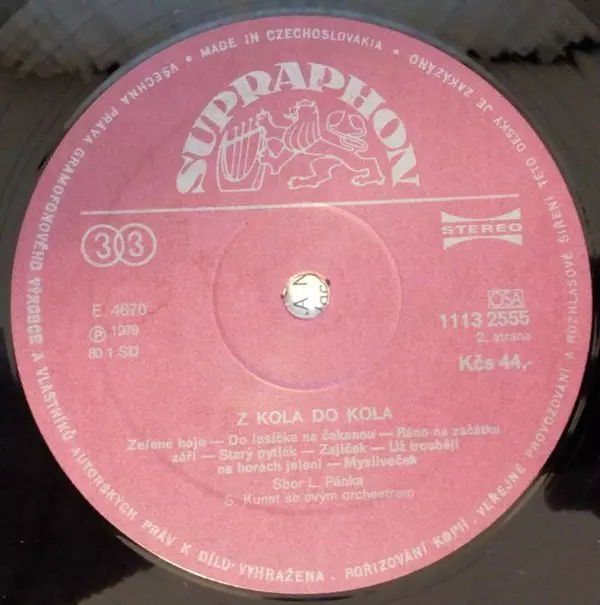 SUPRAPHON
33
STEREO
E 4670
Ⓟ 1979
80 1 SU
OSA
1113 2555
2. strana
Kčs 44,-
Z KOLA DO KOLA
Zelené háje — Do lesíčka na čekanou — Ráno na začátku
září — Starý pytlák — Zajíček — Už troubějí
na horách jeleni — Mysliveček
Sbor L. Pánka
S. Kunst se svým orchestrem
MADE IN CZECHOSLOVAKIA • VŠECHNA PRÁVA GRAMOFONOVÉHO VÝROBCE A VLASTNÍKŮ AUTORSKÝCH PRÁV K DÍLU VYHRAŽENA. POŘIZOVÁNÍ KOPIÍ, VEŘEJNÉ PROVOZOVÁNÍ A ROZHLASOVÉ ŠÍŘENÍ TÉTO DESKY JE ZAKÁZÁNO •